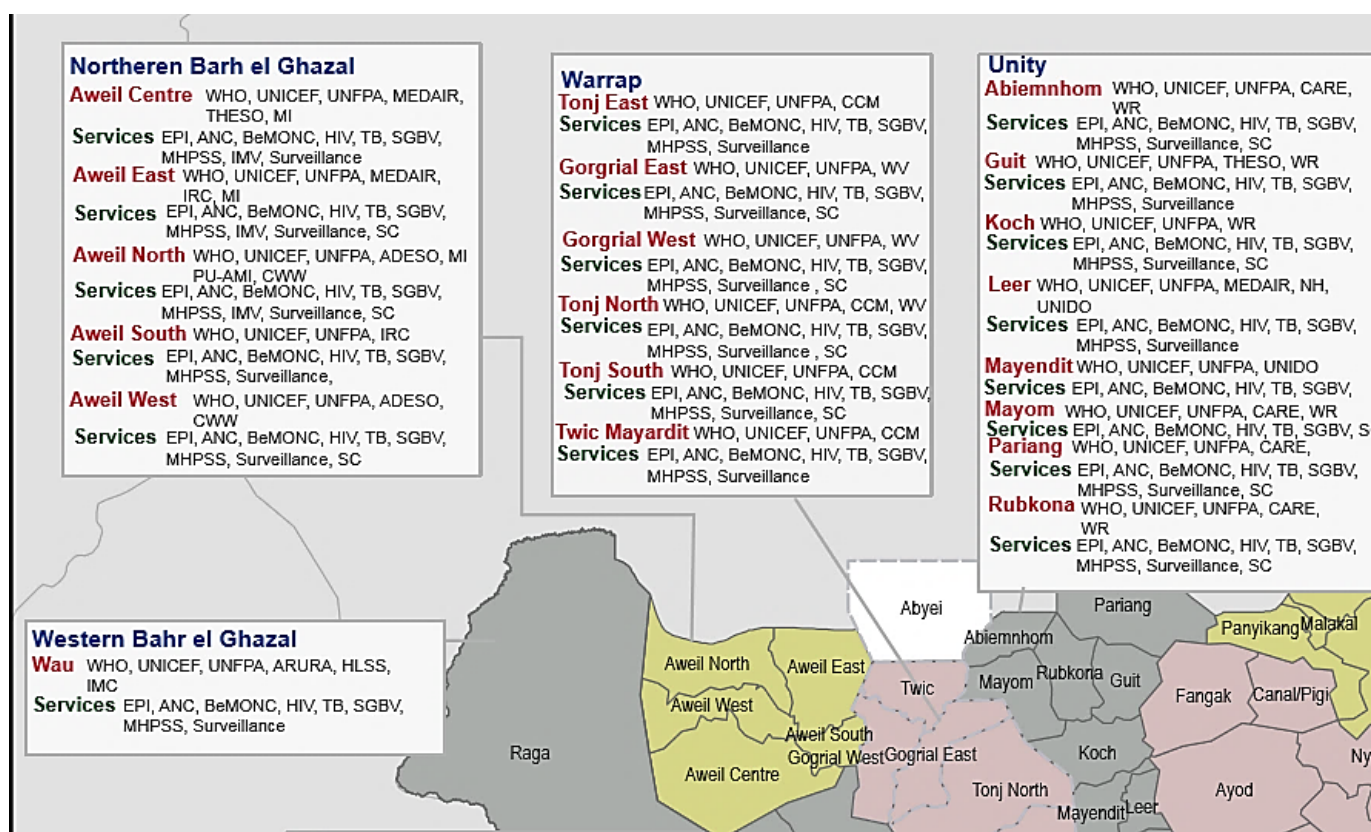 Northeren Barh el Ghazal
Aweil Centre WHO, UNICEF, UNFPA, MEDAIR,
THESO, MI
Services EPI, ANC, BeMONC, HIV, TB, SGBV,
MHPSS, IMV, Surveillance
Aweil East WHO, UNICEF, UNFPA, MEDAIR,
IRC, MI
Services EPI, ANC, BeMONC, HIV, TB, SGBV,
MHPSS, IMV, Surveillance, SC
Aweil North WHO, UNICEF, UNFPA, ADESO, MI
PU-AMI, CWW
Services EPI, ANC, BeMONC, HIV, TB, SGBV,
MHPSS, IMV, Surveillance, SC
Aweil South WHO, UNICEF, UNFPA, IRC
Services EPI, ANC, BeMONC, HIV, TB, SGBV,
MHPSS, Surveillance,
Aweil West WHO, UNICEF, UNFPA, ADESO,
CWW
Services EPI, ANC, BeMONC, HIV, TB, SGBV,
MHPSS, Surveillance, SC
Warrap
Tonj East WHO, UNICEF, UNFPA, CCM
Services EPI, ANC, BeMONC, HIV, TB, SGBV,
MHPSS, Surveillance
Gorgrial East WHO, UNICEF, UNFPA, WV
Services EPI, ANC, BeMONC, HIV, TB, SGBV,
MHPSS, Surveillance, SC
Gorgrial West WHO, UNICEF, UNFPA, WV
Services EPI, ANC, BeMONC, HIV, TB, SGBV,
MHPSS, Surveillance , SC
Tonj North WHO, UNICEF, UNFPA, CCM, WV
Services EPI, ANC, BeMONC, HIV, TB, SGBV,
MHPSS, Surveillance , SC
Tonj South WHO, UNICEF, UNFPA, CCM
Services EPI, ANC, BeMONC, HIV, TB, SGBV,
MHPSS, Surveillance, SC
Twic Mayardit WHO, UNICEF, UNFPA, CCM
Services EPI, ANC, BeMONC, HIV, TB, SGBV,
MHPSS, Surveillance
Unity
Abiemnhom WHO, UNICEF, UNFPA, CARE,
WR
Services EPI, ANC, BeMONC, HIV, TB, SGBV,
MHPSS, Surveillance, SC
Guit WHO, UNICEF, UNFPA, THESO, WR
Services EPI, ANC, BeMONC, HIV, TB, SGBV,
MHPSS, Surveillance
Koch WHO, UNICEF, UNFPA, WR
Services EPI, ANC, BeMONC, HIV, TB, SGBV,
MHPSS, Surveillance, SC
Leer WHO, UNICEF, UNFPA, MEDAIR, NH,
UNIDO
Services EPI, ANC, BeMONC, HIV, TB, SGBV,
MHPSS, Surveillance
Mayendit WHO, UNICEF, UNFPA, UNIDO
Services EPI, ANC, BeMONC, HIV, TB, SGBV,
Mayom WHO, UNICEF, UNFPA, CARE, WR
Services EPI, ANC, BeMONC, HIV, TB, SGBV, S
Pariang WHO, UNICEF, UNFPA, CARE,
Services EPI, ANC, BeMONC, HIV, TB, SGBV,
MHPSS, Surveillance, SC
Rubkona WHO, UNICEF, UNFPA, CARE,
WR
Services EPI, ANC, BeMONC, HIV, TB, SGBV,
MHPSS, Surveillance, SC
Western Bahr el Ghazal
Wau WHO, UNICEF, UNFPA, ARURA, HLSS,
IMC
Services EPI, ANC, BeMONC, HIV, TB, SGBV,
MHPSS, Surveillance
Abyei
Pariang
Panyikang
Malakal
Abiemnhom
Aweil North
Aweil East
Twic
Mayom
Rubkona
Guit
Fangak
Canal/Pigi
Aweil West
Aweil South
Raga
Gogrial West
Gogrial East
Koch
Ny
Aweil Centre
Tonj North
Mayendit
Leer
Ayod